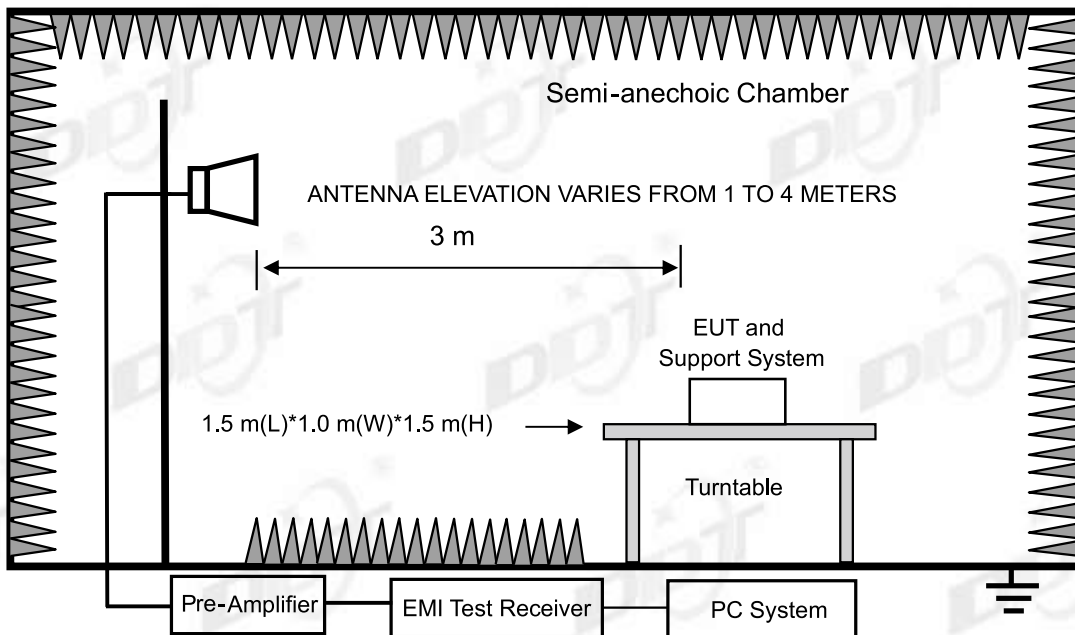 Semi-anechoic Chamber
ANTENNA ELEVATION VARIES FROM 1 TO 4 METERS
3 m
EUT and
Support System
1.5 m(L)*1.0 m(W)*1.5 m(H)
Turntable
Pre-Amplifier
EMI Test Receiver
PC System